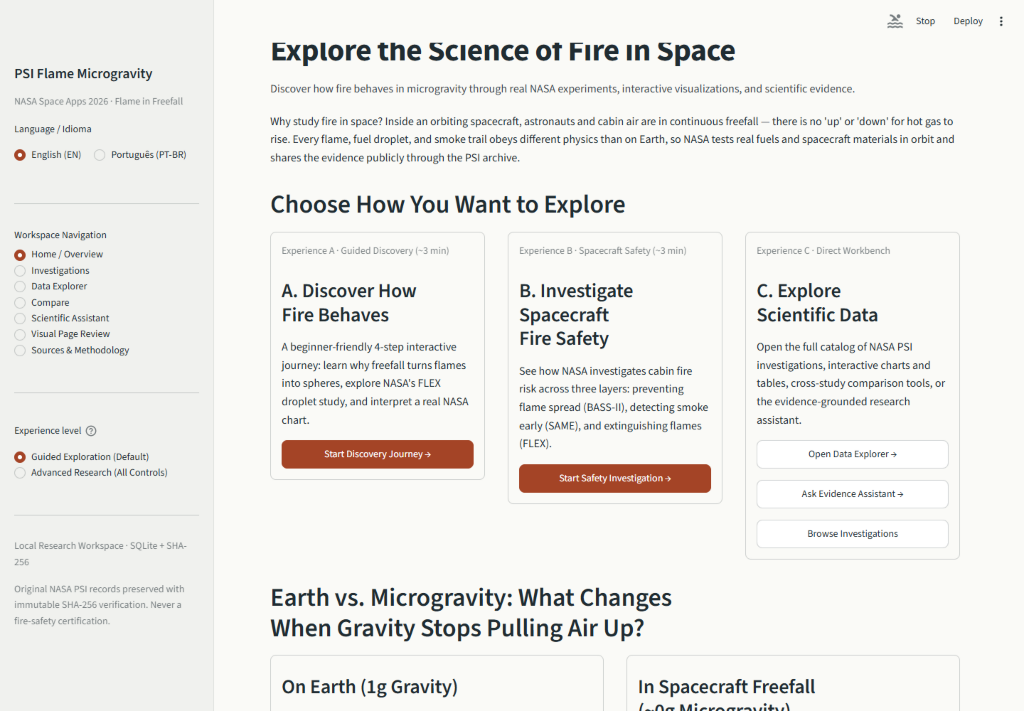 Stop
Deploy
PSI Flame Microgravity
NASA Space Apps 2026 · Flame in Freefall
Language / Idioma
English (EN)
Português (PT-BR)
Workspace Navigation
Home / Overview
Investigations
Data Explorer
Compare
Scientific Assistant
Visual Page Review
Sources & Methodology
Experience level
Guided Exploration (Default)
Advanced Research (All Controls)
Local Research Workspace · SQLite + SHA-
256
Original NASA PSI records preserved with
immutable SHA-256 verification. Never a
fire-safety certification.
Explore the Science of Fire in Space
Discover how fire behaves in microgravity through real NASA experiments, interactive visualizations, and scientific evidence.
Why study fire in space? Inside an orbiting spacecraft, astronauts and cabin air are in continuous freefall — there is no 'up' or 'down' for hot gas to
rise. Every flame, fuel droplet, and smoke trail obeys different physics than on Earth, so NASA tests real fuels and spacecraft materials in orbit and
shares the evidence publicly through the PSI archive.
Choose How You Want to Explore
Experience A · Guided Discovery (~3 min)
A. Discover How
Fire Behaves
A beginner-friendly 4-step interactive
journey: learn why freefall turns flames
into spheres, explore NASA's FLEX
droplet study, and interpret a real NASA
chart.
Start Discovery Journey →
Experience B · Spacecraft Safety (~3 min)
B. Investigate
Spacecraft
Fire Safety
See how NASA investigates cabin fire
risk across three layers: preventing
flame spread (BASS-II), detecting smoke
early (SAME), and extinguishing flames
(FLEX).
Start Safety Investigation →
Experience C · Direct Workbench
C. Explore
Scientific Data
Open the full catalog of NASA PSI
investigations, interactive charts and
tables, cross-study comparison tools, or
the evidence-grounded research
assistant.
Open Data Explorer →
Ask Evidence Assistant →
Browse Investigations
Earth vs. Microgravity: What Changes
When Gravity Stops Pulling Air Up?
On Earth (1g Gravity)
In Spacecraft Freefall
(~0g Microgravity)